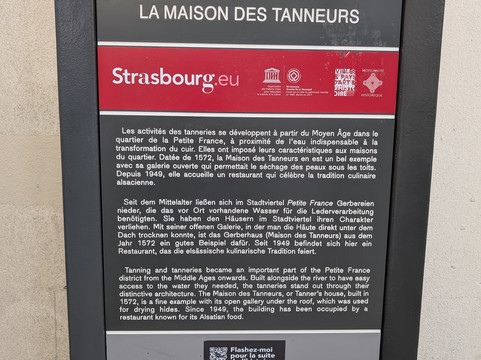 LA MAISON DES TANNEURS
Strasbourg.eu
Les activités des tanneries se développent à partir du Moyen Âge dans le
quartier de la Petite France, à proximité de l'eau indispensable à la
transformation du cuir. Elles ont imposé leurs caractéristiques aux maisons
du quartier. Datée de 1572, la Maison des Tanneurs en est un bel exemple
avec sa galerie ouverte qui permettait le séchage des peaux sous les toits.
Depuis 1949, elle accueille un restaurant qui célèbre la tradition culinaire
alsacienne.
Seit dem Mittelalter ließen sich im Stadtviertel Petite France Gerbereien
nieder, die das vor Ort vorhandene Wasser für die Lederverarbeitung
benötigten. Sie haben den Häusern im Stadtviertel ihren Charakter
verliehen. Mit seiner offenen Galerie, in der man die Häute direkt unter dem
Dach trocknen konnte, ist das Gerberhaus (Maison des Tanneurs) aus dem
Jahr 1572 ein gutes Beispiel dafür. Seit 1949 befindet sich hier ein
Restaurant, das die elsässische kulinarische Tradition feiert.
Tanning and tanneries became an important part of the Petite France
district from the Middle Ages onwards. Built alongside the river to have easy
access to the water they needed, the tanneries stand out through their
distinctive architecture. The Maison des Tanneurs, or Tanner's house, built in
1572, is a fine example with its open gallery under the roof, which was used
for drying hides. Since 1949, the building has been occupied by a
restaurant known for its Alsatian food.
Flashez-moi
pour la suite